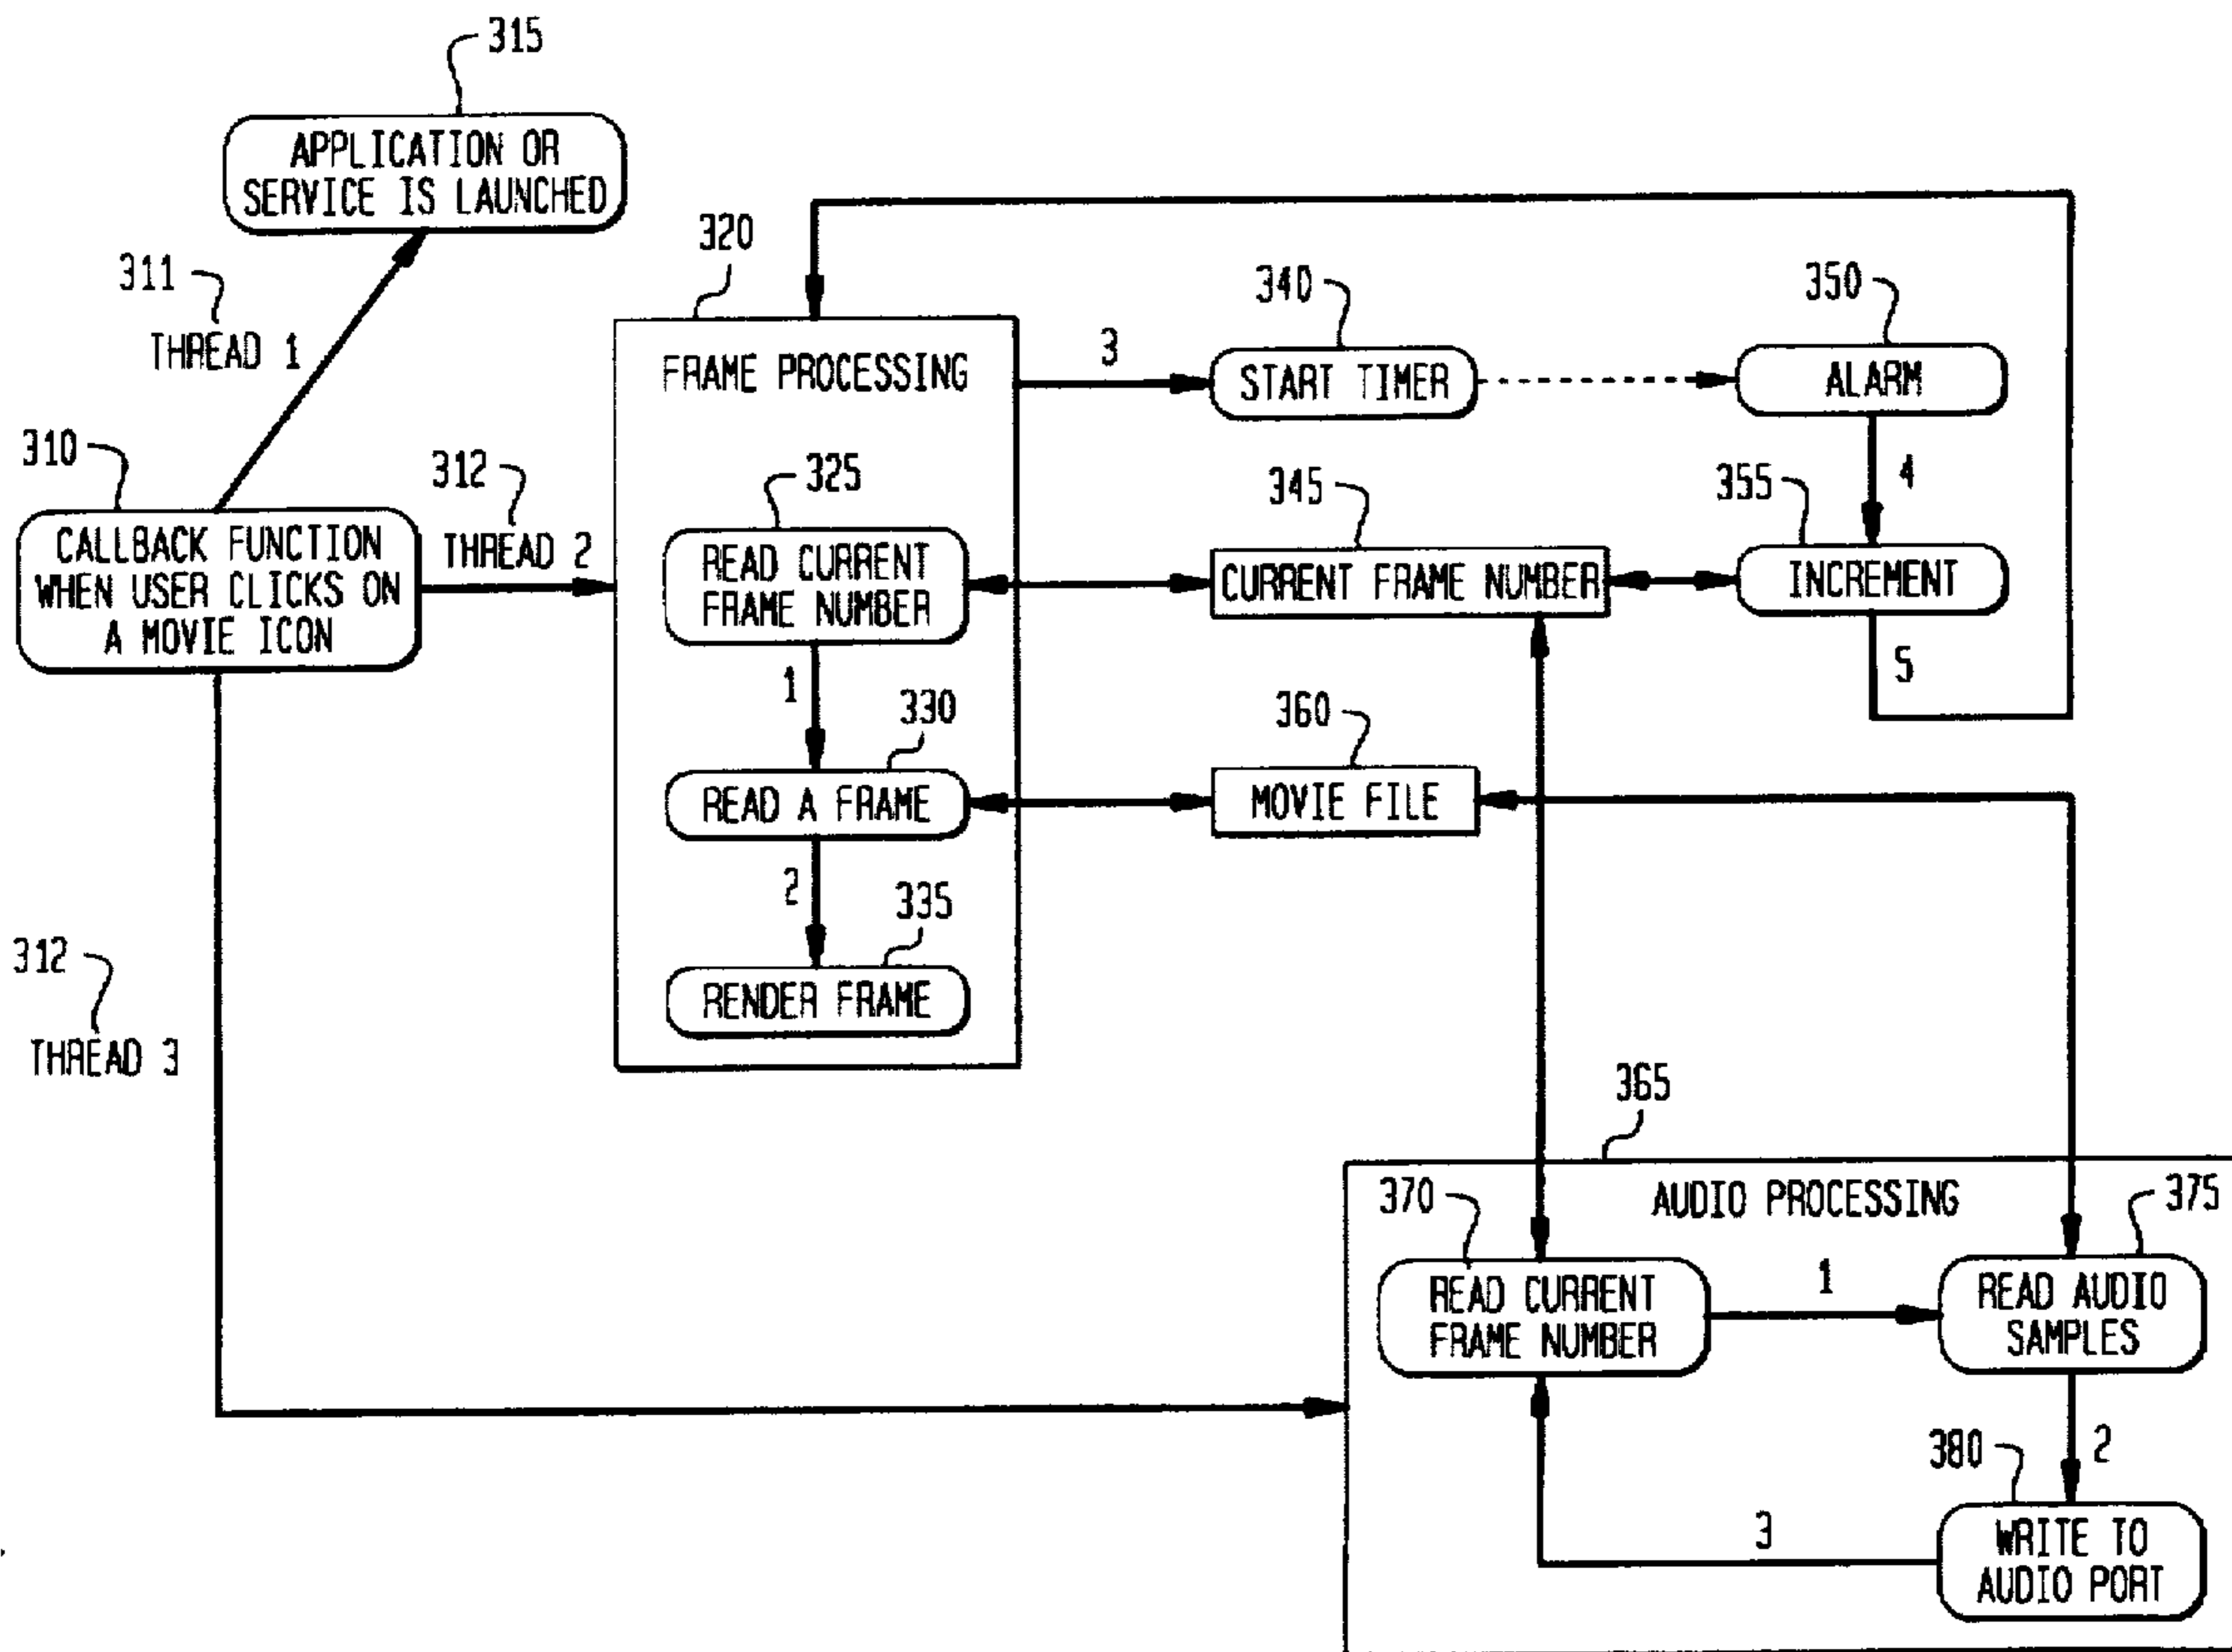 315
APPLICATION OR
SERVICE IS LAUNCHED
311
THREAD 1
310
CALLBACK FUNCTION
WHEN USER CLICKS ON
A MOVIE ICON
312
THREAD 2
312
THREAD 3
320
FRAME PROCESSING
325
READ CURRENT
FRAME NUMBER
1
330
READ A FRAME
2
335
RENDER FRAME
3
340
START TIMER
350
ALARM
4
345
CURRENT FRAME NUMBER
355
INCREMENT
5
360
MOVIE FILE
365
AUDIO PROCESSING
370
READ CURRENT
FRAME NUMBER
1
375
READ AUDIO
SAMPLES
2
380
WRITE TO
AUDIO PORT
3